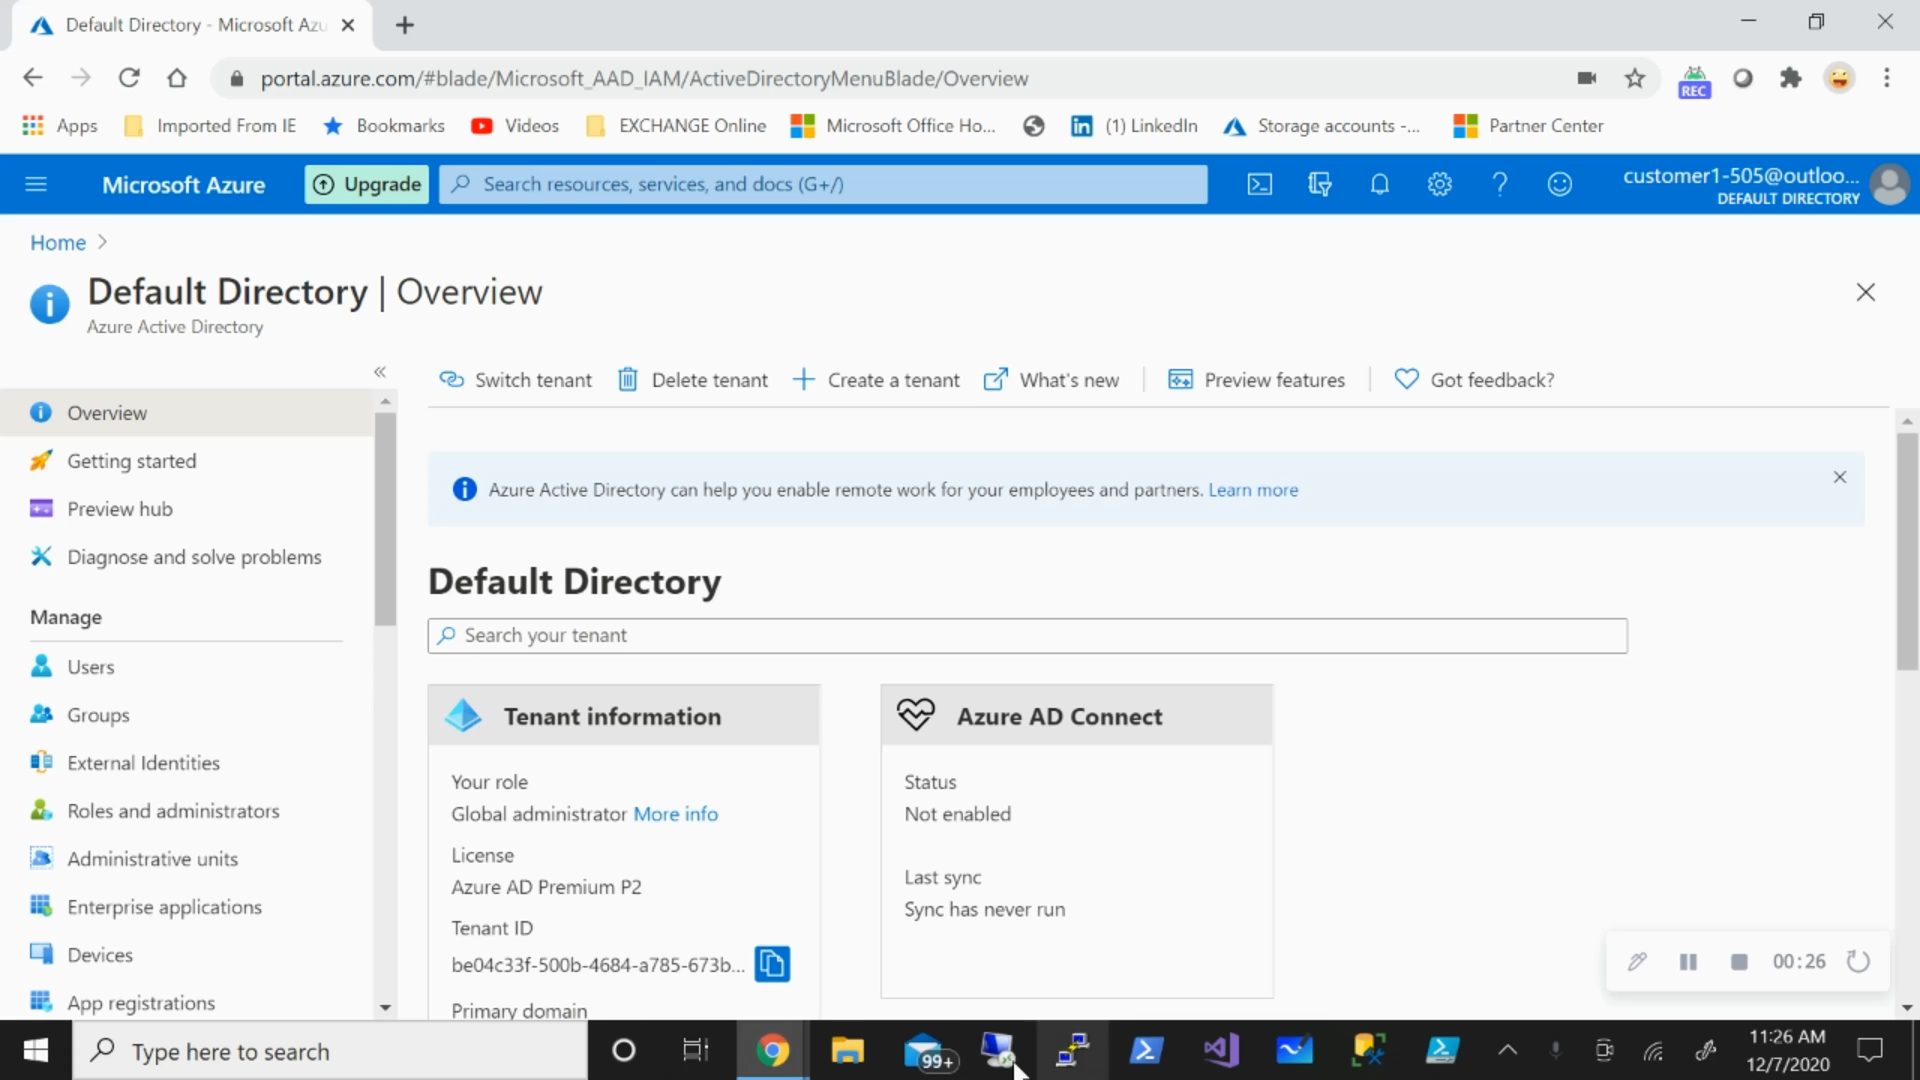 Default Directory - Microsoft Azu
portal.azure.com/#blade/Microsoft_AAD_IAM/ActiveDirectoryMenuBlade/Overview
REC
Apps
Imported From IE
Bookmarks
Videos
EXCHANGE Online
Microsoft Office Ho...
(1) LinkedIn
Storage accounts -...
Partner Center
Microsoft Azure
Upgrade
Search resources, services, and docs (G+/)
customer1-505@outloo...
DEFAULT DIRECTORY
Home
Default Directory | Overview
Azure Active Directory
Switch tenant
Delete tenant
Create a tenant
What's new
Preview features
Got feedback?
Overview
Getting started
Preview hub
Diagnose and solve problems
Manage
Users
Groups
External Identities
Roles and administrators
Administrative units
Enterprise applications
Devices
App registrations
Azure Active Directory can help you enable remote work for your employees and partners. Learn more
Default Directory
Search your tenant
Tenant information
Your role
Global administrator More info
License
Azure AD Premium P2
Tenant ID
be04c33f-500b-4684-a785-673b...
Primary domain
Azure AD Connect
Status
Not enabled
Last sync
Sync has never run
00:26
Type here to search
99+
11:26 AM
12/7/2020